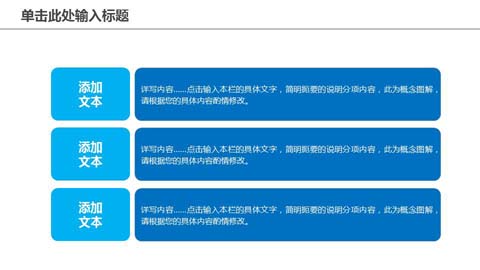 单击此处输入标题
添加
文本
详写内容……点击输入本栏的具体文字，简明扼要的说明分项内容，此为概念图解，
请根据您的具体内容酌情修改。
添加
文本
详写内容……点击输入本栏的具体文字，简明扼要的说明分项内容，此为概念图解，
请根据您的具体内容酌情修改。
添加
文本
详写内容……点击输入本栏的具体文字，简明扼要的说明分项内容，此为概念图解，
请根据您的具体内容酌情修改。